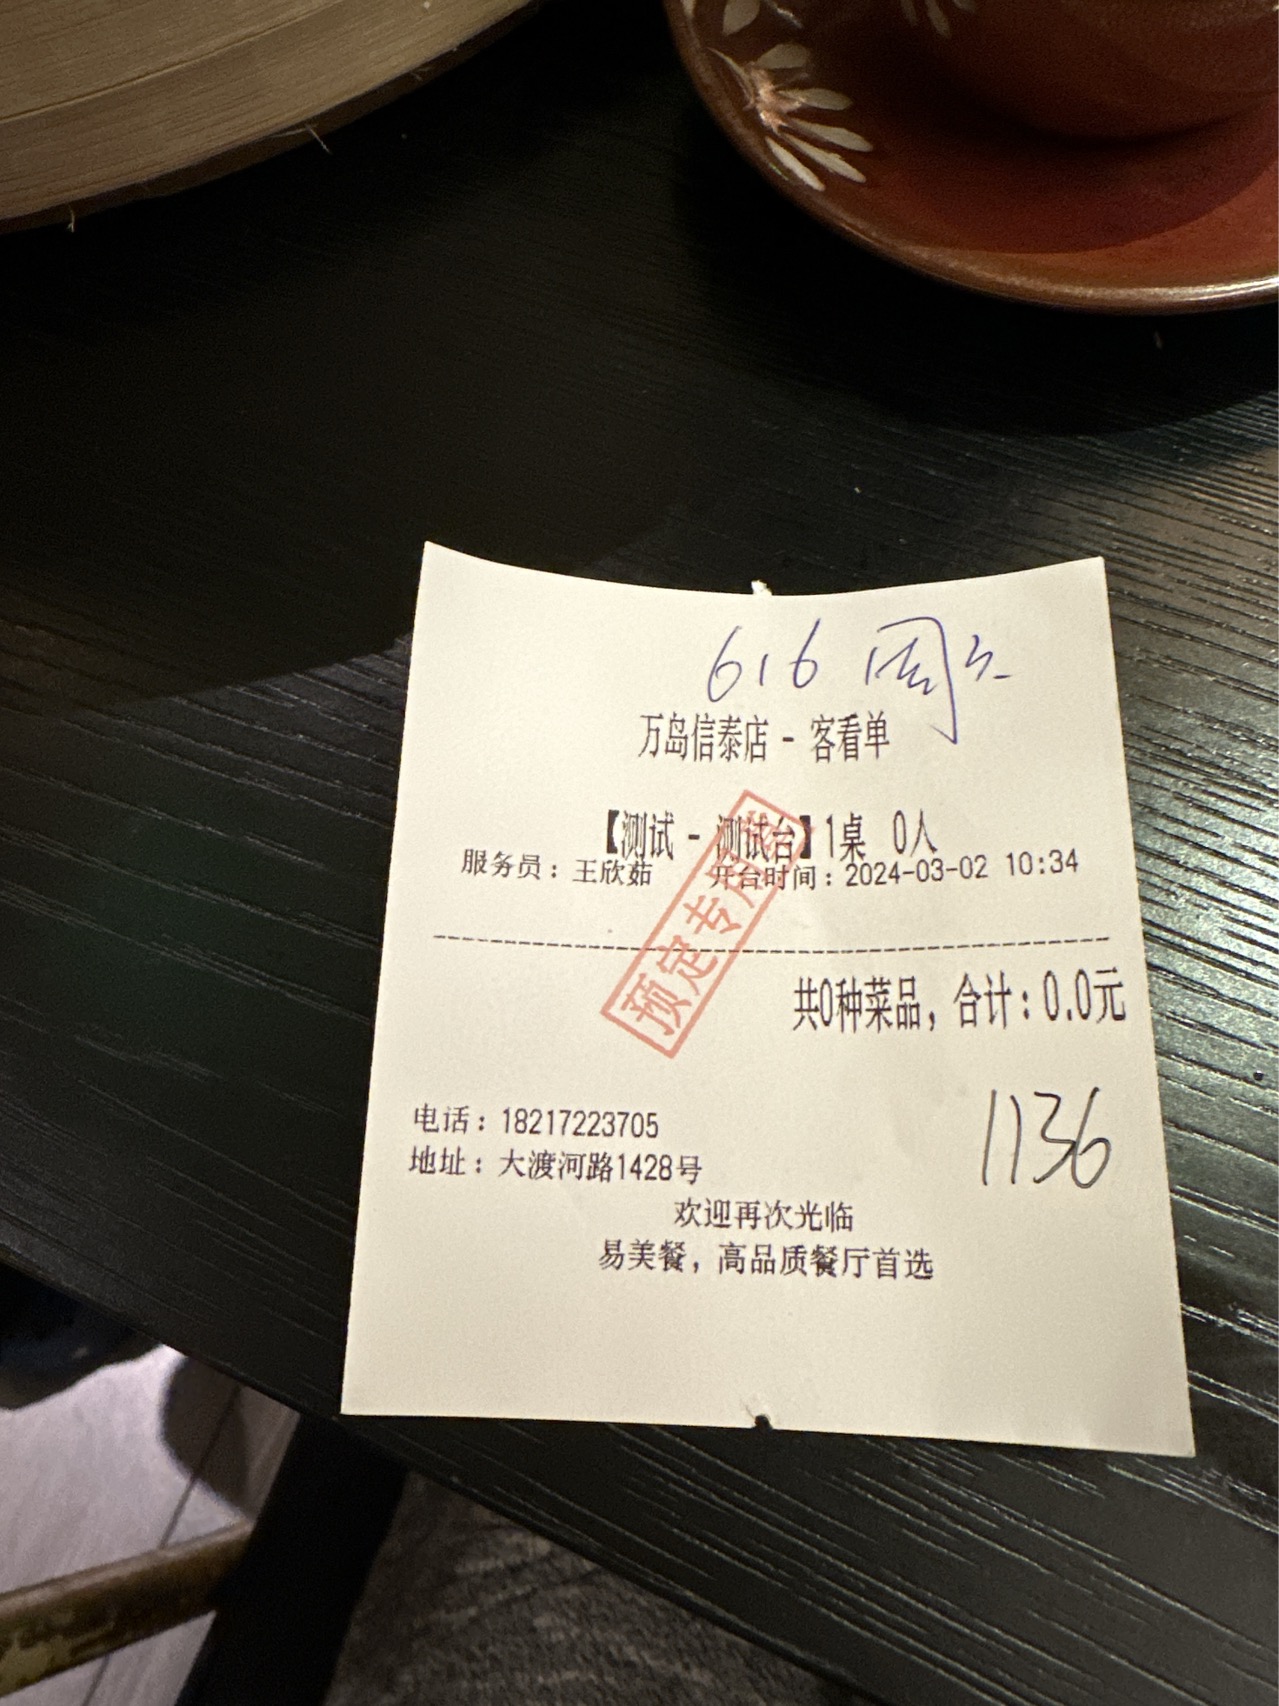 616 周
万岛信泰店 - 客看单
【测试 - 测试台】1桌 0人
服务员：王欣茹 开台时间：2024-03-02 10:34
预定专用章
共0种菜品，合计：0.0元
1136
电话：18217223705
地址：大渡河路1428号
欢迎再次光临
易美餐，高品质餐厅首选